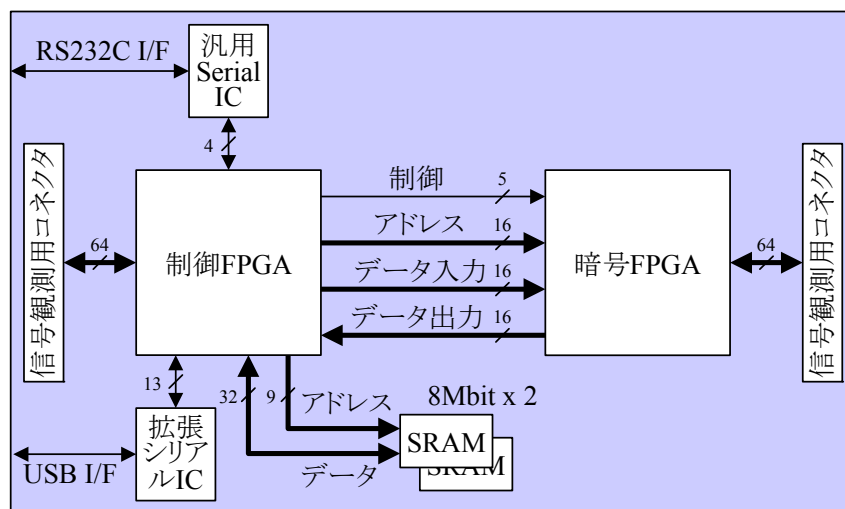 RS232C I/F
汎用
Serial
IC
4
信号観測用コネクタ
64
制御FPGA
制御 5
アドレス 16
データ入力 16
データ出力 16
暗号FPGA
64
信号観測用コネクタ
13
32
9
アドレス
データ
8Mbit x 2
SRAM
SRAM
拡張
シリア
ルIC
USB I/F